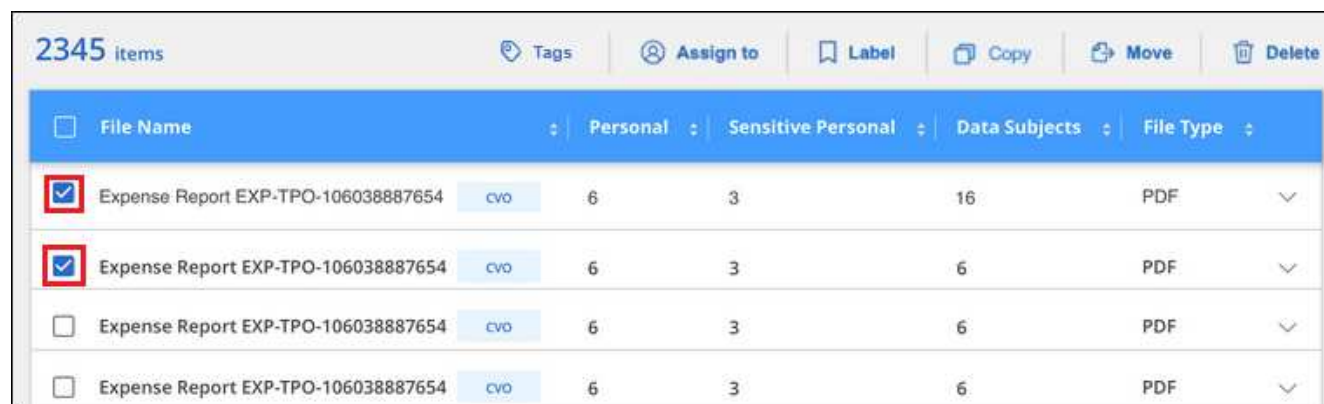 2345 items Tags Assign to Label Copy Move Delete
File Name Personal Sensitive Personal Data Subjects File Type
Expense Report EXP-TPO-106038887654 CVO 6 3 16 PDF
Expense Report EXP-TPO-106038887654 CVO 6 3 6 PDF
Expense Report EXP-TPO-106038887654 CVO 6 3 6 PDF
Expense Report EXP-TPO-106038887654 CVO 6 3 6 PDF